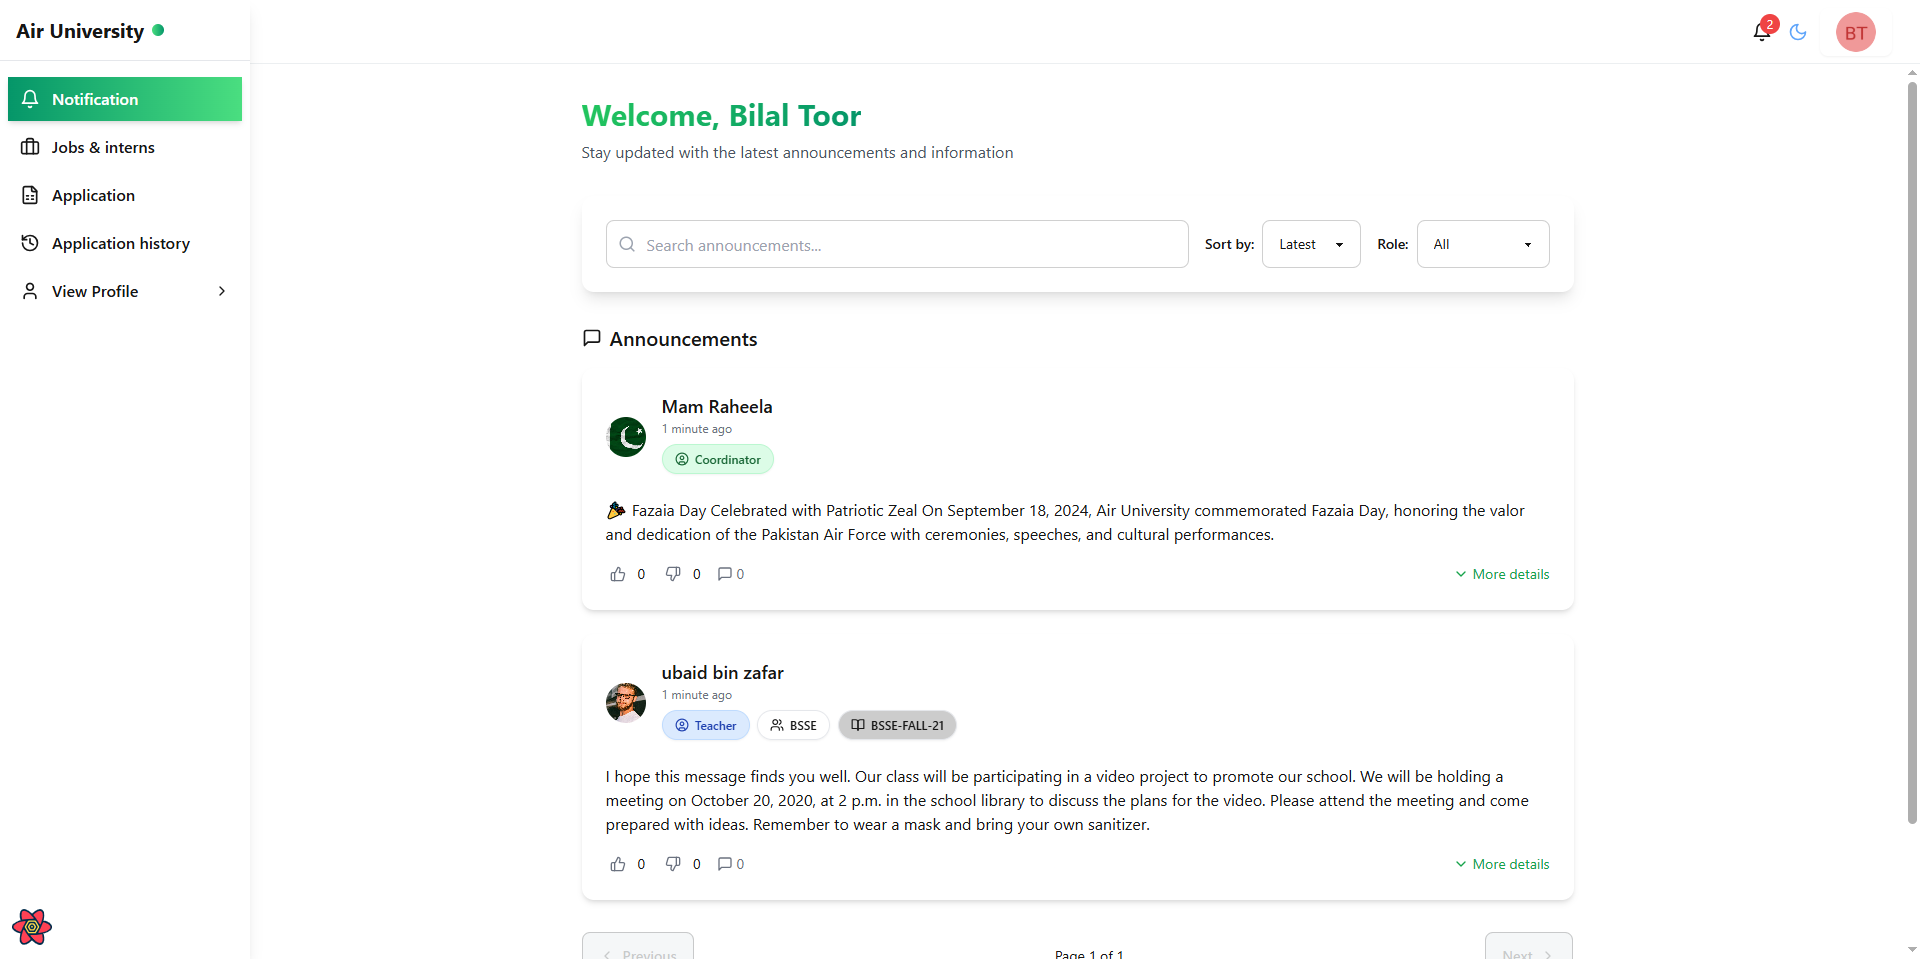 Air University
2
BT
Notification
Jobs & interns
Application
Application history
View Profile
Welcome, Bilal Toor
Stay updated with the latest announcements and information
Search announcements...
Sort by:
Latest
Role:
All
Announcements
Mam Raheela
1 minute ago
Coordinator
🎉 Fazaia Day Celebrated with Patriotic Zeal On September 18, 2024, Air University commemorated Fazaia Day, honoring the valor
and dedication of the Pakistan Air Force with ceremonies, speeches, and cultural performances.
0 0 0
More details
ubaid bin zafar
1 minute ago
Teacher BSSE BSSE-FALL-21
I hope this message finds you well. Our class will be participating in a video project to promote our school. We will be holding a
meeting on October 20, 2020, at 2 p.m. in the school library to discuss the plans for the video. Please attend the meeting and come
prepared with ideas. Remember to wear a mask and bring your own sanitizer.
0 0 0
More details
Previous
Page 1 of 1
Next